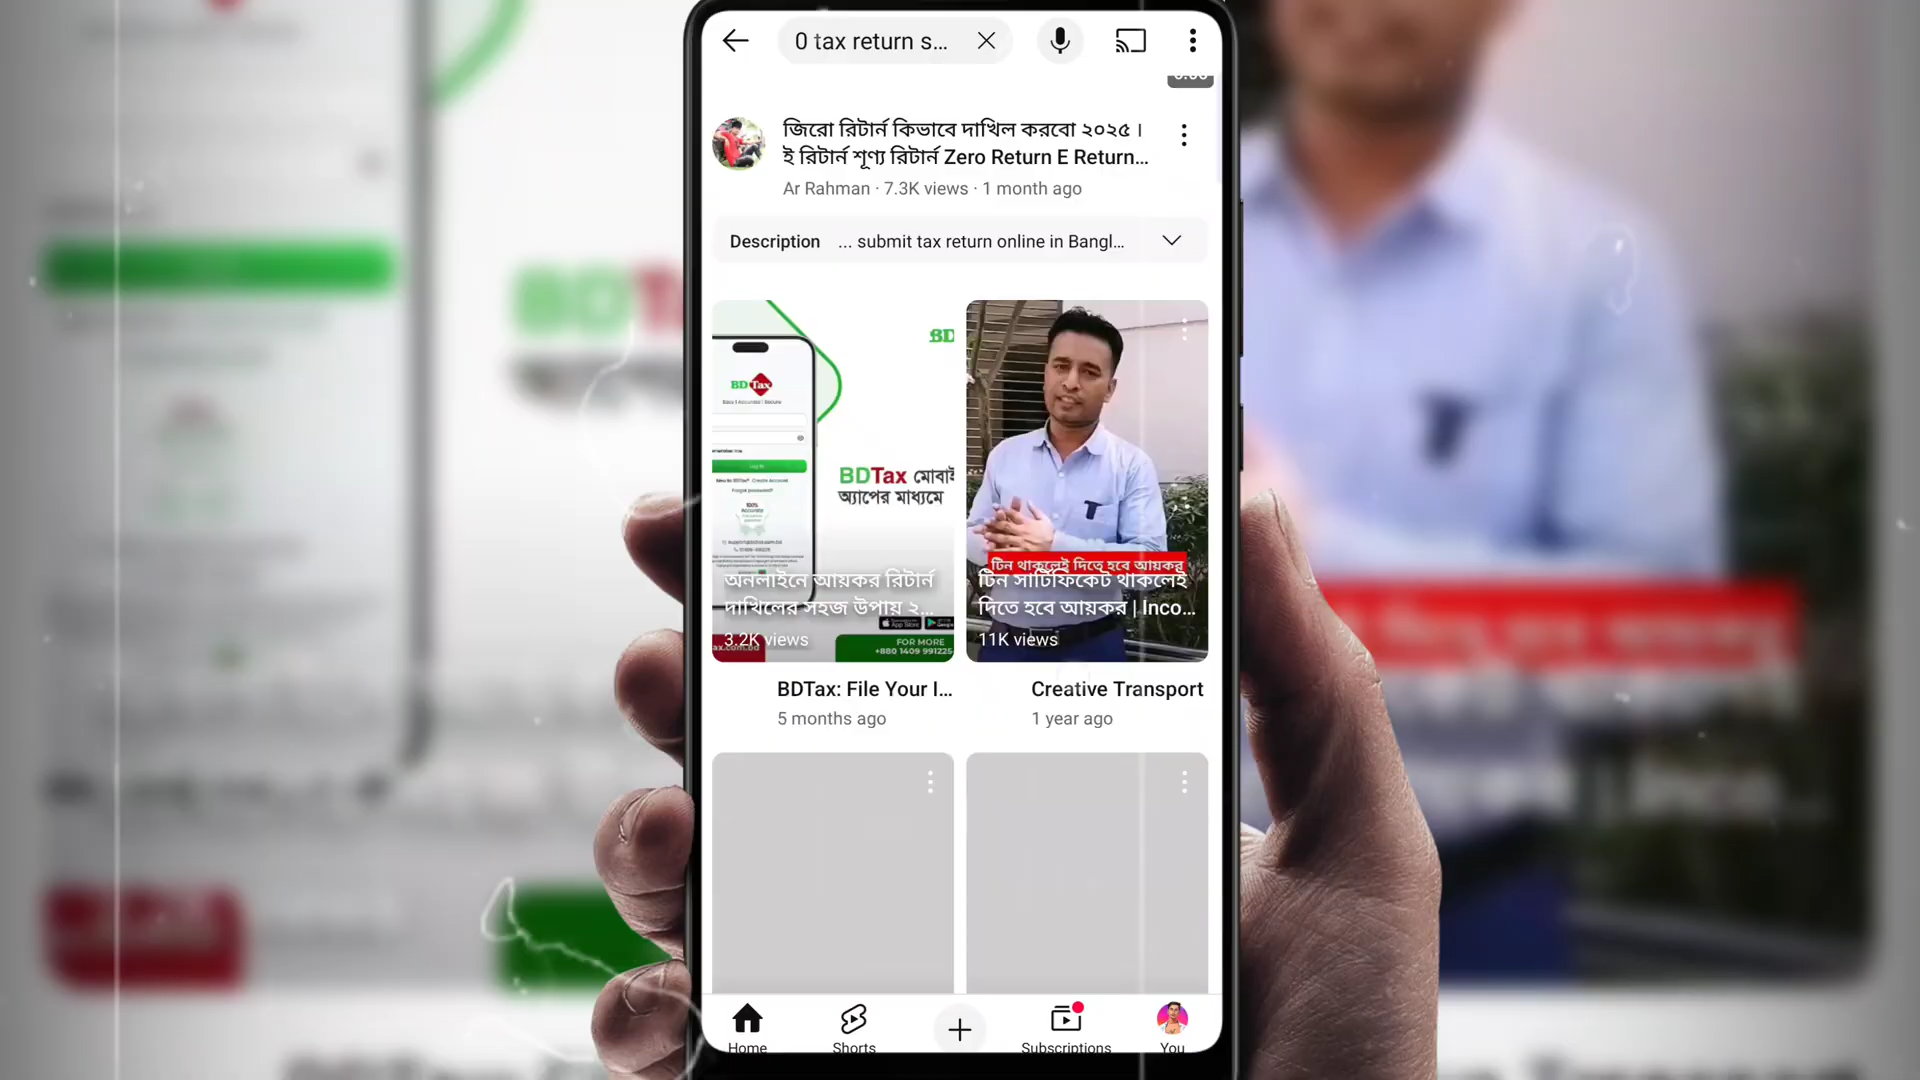 0 tax return s...
জিরো রিটার্ন কিভাবে দাখিল করবো ২০২৫ ।
ই রিটার্ন শূণ্য রিটার্ন Zero Return E Return...
Ar Rahman · 7.3K views · 1 month ago
Description ... submit tax return online in Bangl...
BD
BDTax
BDTax মোবাই
অ্যাপের মাধ্যমে
অনলাইনে আয়কর রিটার্ন
দাখিলের সহজ উপায় ২...
3.2K views
FOR MORE
+880 1409 991225
টিন থাকলেই দিতে হবে আয়কর
টিন সার্টিফিকেট থাকলেই
দিতে হবে আয়কর | Inco...
11K views
BDTax: File Your I...
5 months ago
Creative Transport
1 year ago
Home
Shorts
Subscriptions
You